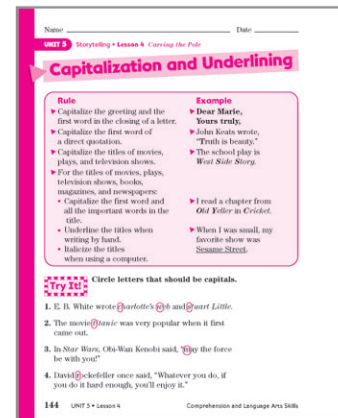 Name Date
UNIT 5 Storytelling • Lesson 4 Carving the Pole
Capitalization and Underlining
Rule
Example
▶ Capitalize the greeting and the
first word in the closing of a letter.
▶ Dear Marie,
Yours truly,
▶ Capitalize the first word of
a direct quotation.
▶ John Keats wrote,
"Truth is beauty."
▶ Capitalize the titles of movies,
plays, and television shows.
▶ The school play is
West Side Story.
▶ For the titles of movies, plays,
television shows, books,
magazines, and newspapers:
• Capitalize the first word and
all the important words in the
title.
▶ I read a chapter from
Old Yeller in Cricket.
• Underline the titles when
writing by hand.
• Italicize the titles
when using a computer.
▶ When I was small, my
favorite show was
Sesame Street.
Try It!
Circle letters that should be capitals.
1. E. B. White wrote charlotte's web and stuart Little.
2. The movie titanic was very popular when it first
came out.
3. In Star Wars, Obi-Wan Kenobi said, "may the force
be with you!"
4. David rockefeller once said, "Whatever you do, if
you do it hard enough, you'll enjoy it."
144 UNIT 5 • Lesson 4 Comprehension and Language Arts Skills